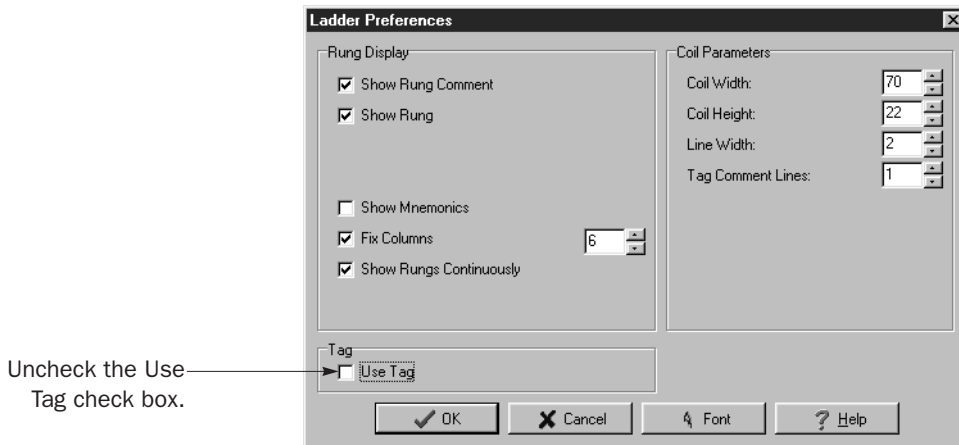 Ladder Preferences
Rung Display
Show Rung Comment
Show Rung
Show Mnemonics
Fix Columns 6
Show Rungs Continuously
Coil Parameters
Coil Width: 70
Coil Height: 22
Line Width: 2
Tag Comment Lines: 1
Tag
Use Tag
Uncheck the Use
Tag check box.
OK Cancel Font Help